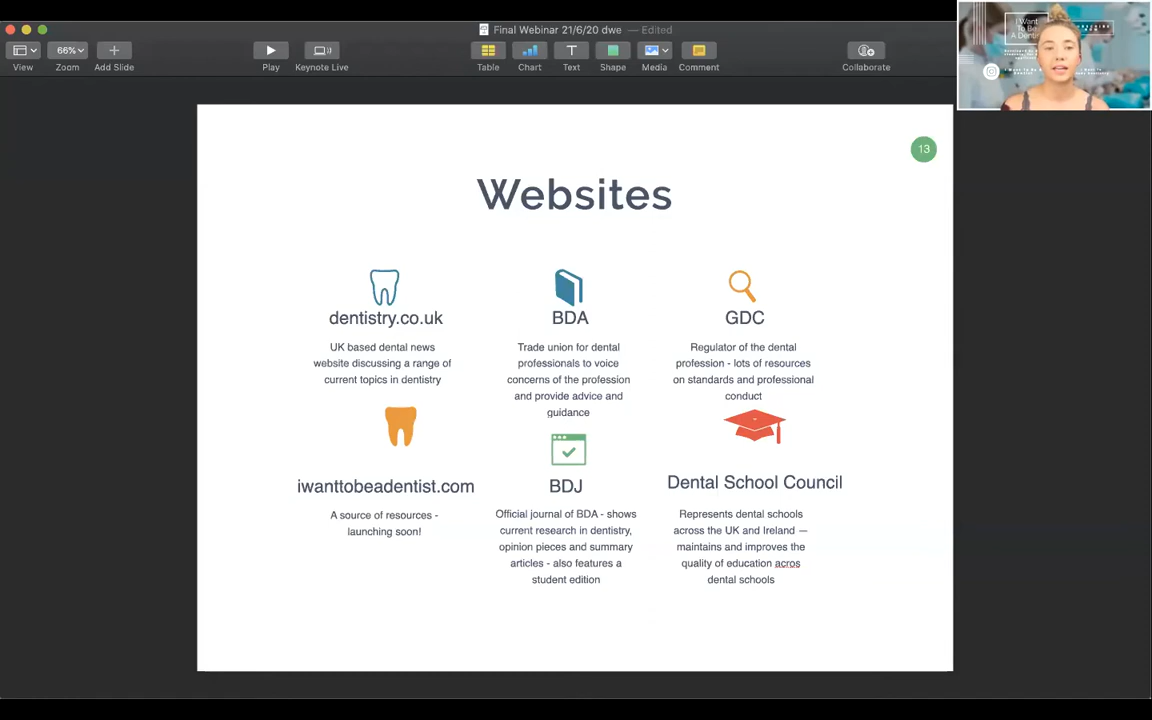 Final Webinar 21/6/20 dwe — Edited
66%
View
Zoom
Add Slide
Play
Keynote Live
Table
Chart
Text
Shape
Media
Comment
Collaborate
I Want
To Be
A Dentist
13
Websites
dentistry.co.uk
UK based dental news
website discussing a range of
current topics in dentistry
BDA
Trade union for dental
professionals to voice
concerns of the profession
and provide advice and
guidance
GDC
Regulator of the dental
profession - lots of resources
on standards and professional
conduct
iwanttobeadentist.com
A source of resources -
launching soon!
BDJ
Official journal of BDA - shows
current research in dentistry,
opinion pieces and summary
articles - also features a
student edition
Dental School Council
Represents dental schools
across the UK and Ireland —
maintains and improves the
quality of education acros
dental schools